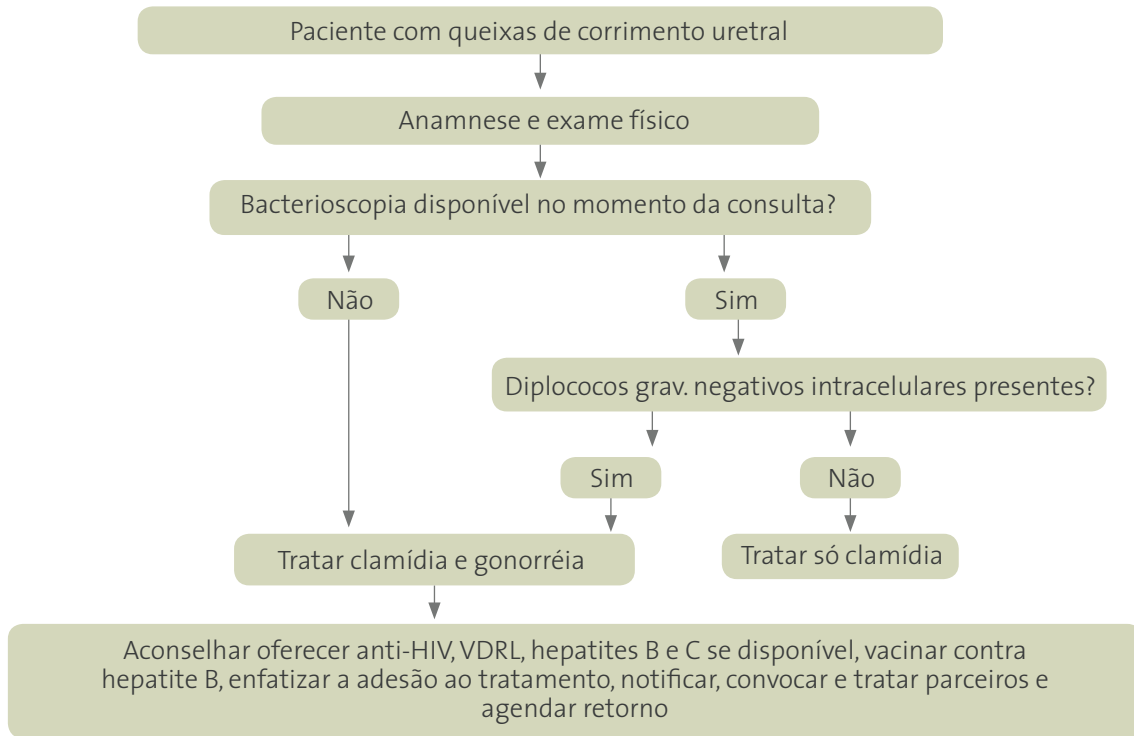 Paciente com queixas de corrimento uretral
Anamnese e exame físico
Bacterioscopia disponível no momento da consulta?
Não
Sim
Diplococos grav. negativos intracelulares presentes?
Sim
Não
Tratar clamídia e gonorréia
Tratar só clamídia
Aconselhar oferecer anti-HIV, VDRL, hepatites B e C se disponível, vacinar contra
hepatite B, enfatizar a adesão ao tratamento, notificar, convocar e tratar parceiros e
agendar retorno